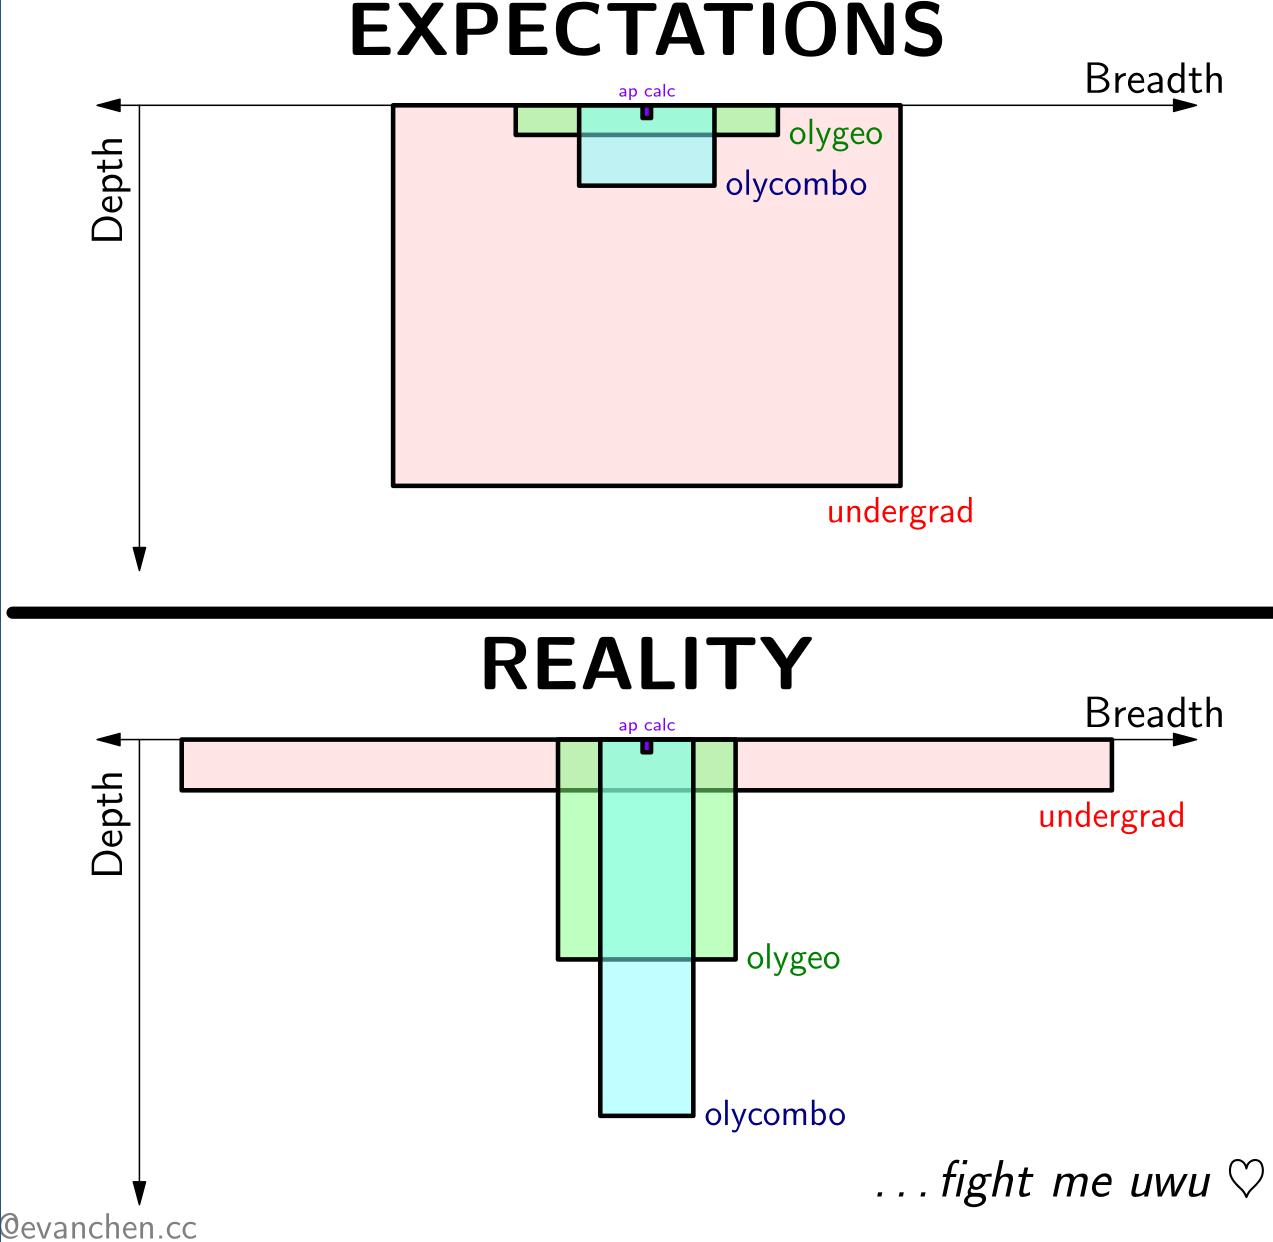 EXPECTATIONS
ap calc
Breadth
Depth
olygeo
olycombo
undergrad
REALITY
ap calc
Breadth
Depth
undergrad
olygeo
olycombo
...fight me uwu ♡
©evanchen.cc